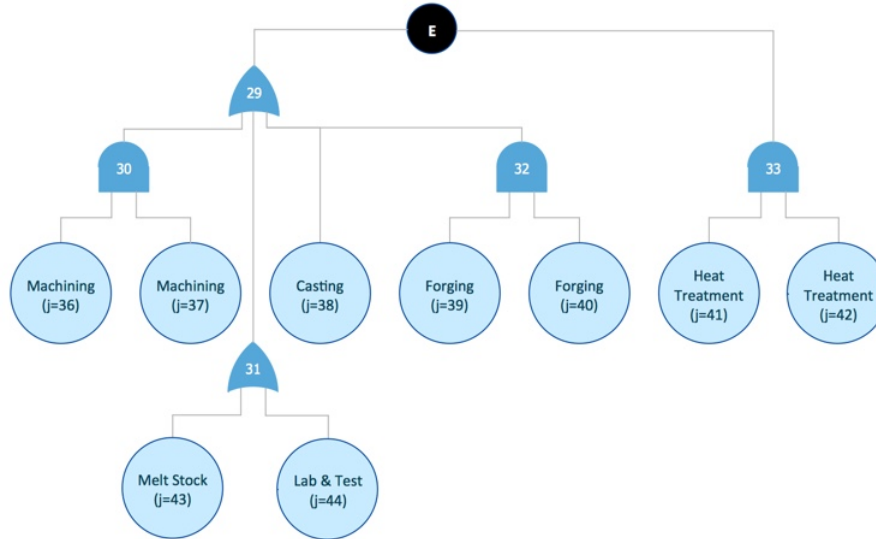 E
29
30
32
33
Machining
(j=36)
Machining
(j=37)
Casting
(j=38)
Forging
(j=39)
Forging
(j=40)
Heat
Treatment
(j=41)
Heat
Treatment
(j=42)
31
Melt Stock
(j=43)
Lab & Test
(j=44)